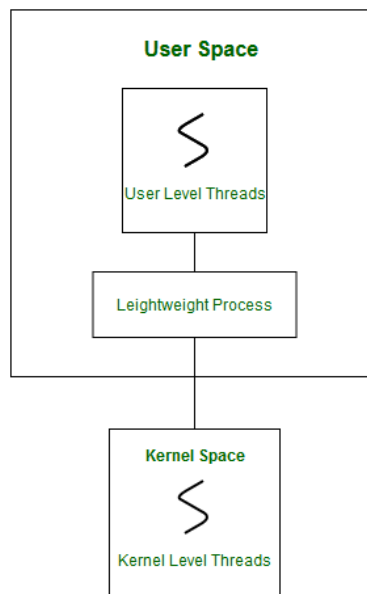 User Space
User Level Threads
Leightweight Process
Kernel Space
Kernel Level Threads